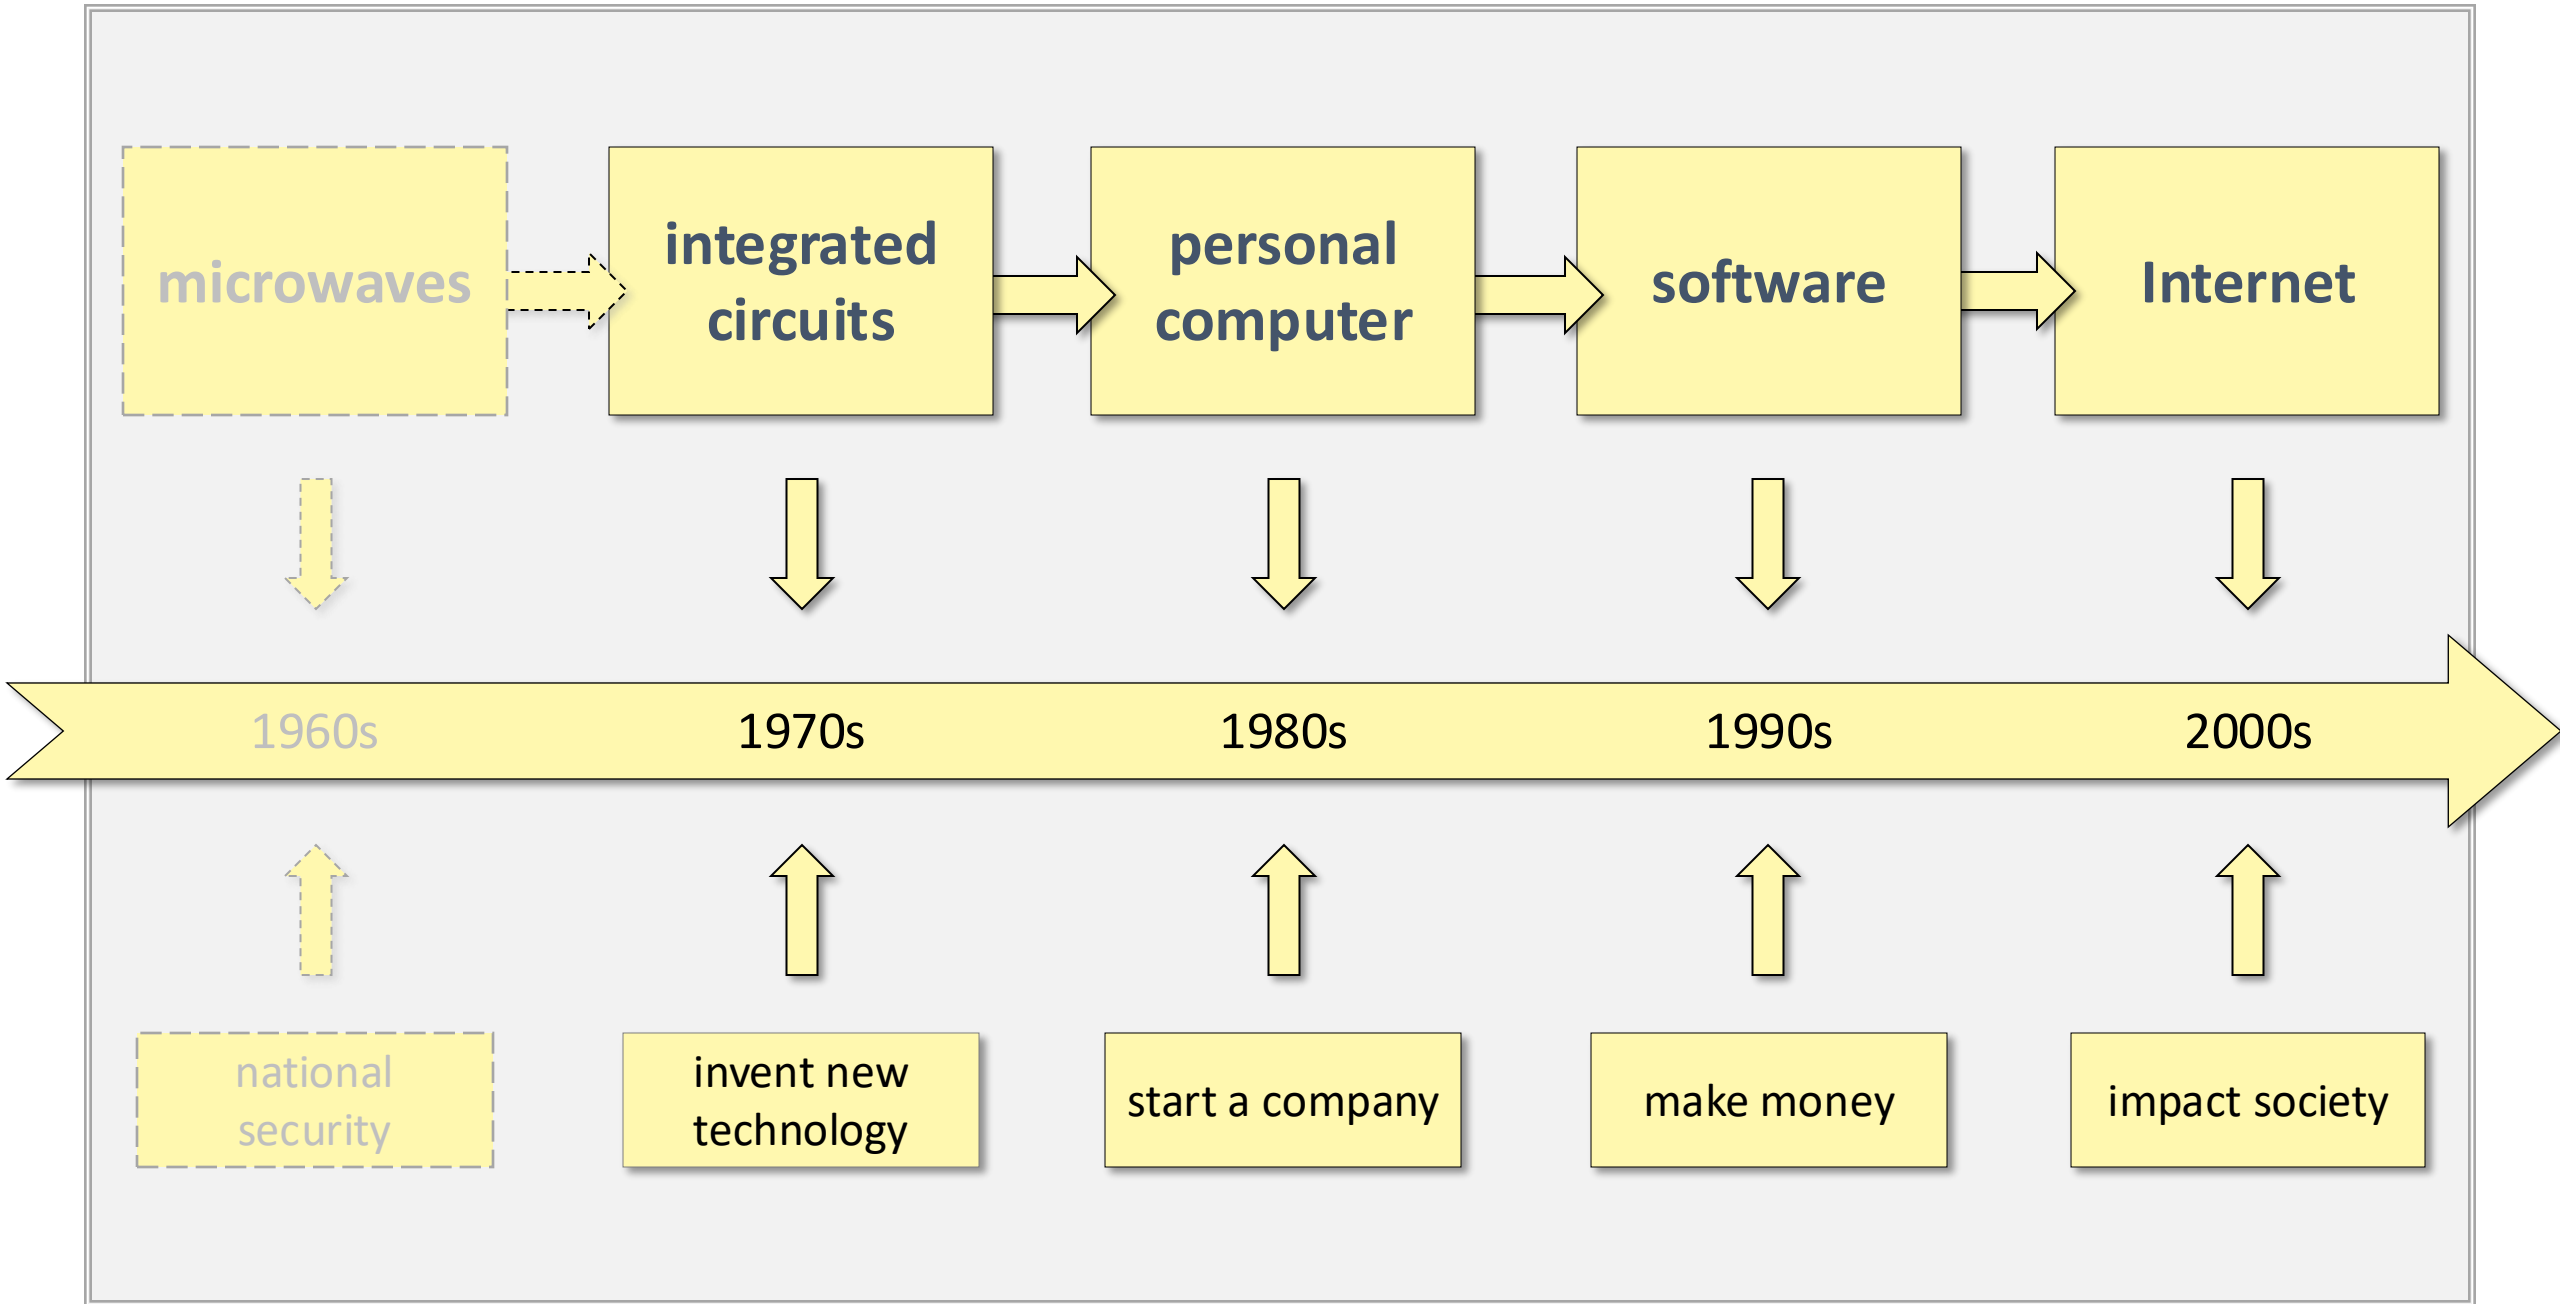 microwaves
integrated
circuits
personal
computer
software
Internet
1960s
1970s
1980s
1990s
2000s
national
security
invent new
technology
start a company
make money
impact society